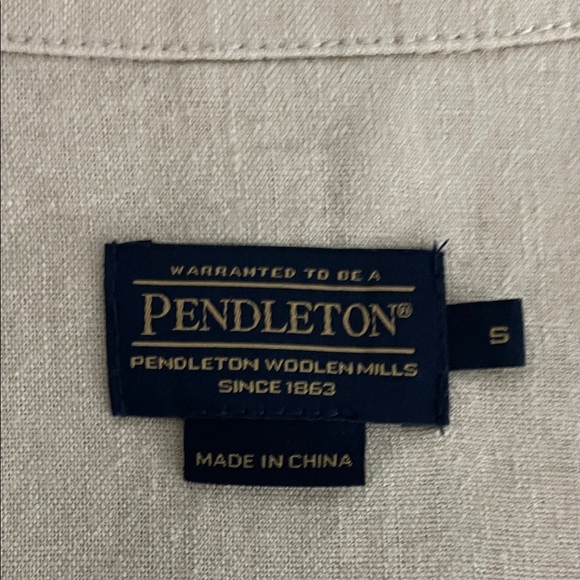 WARRANTED TO BE A
PENDLETON®
PENDLETON WOOLEN MILLS
SINCE 1863
S
MADE IN CHINA